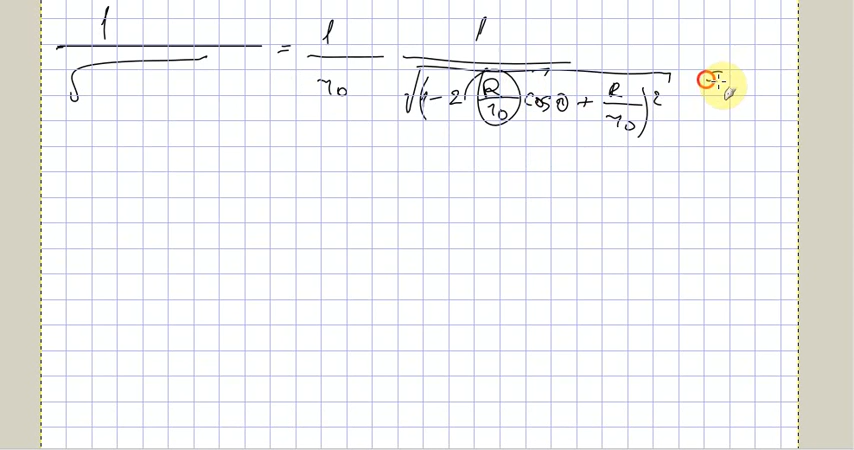 1/√ = 1/r₀ 1/√(1 - 2 (R/r₀) cos θ + R/r₀)²